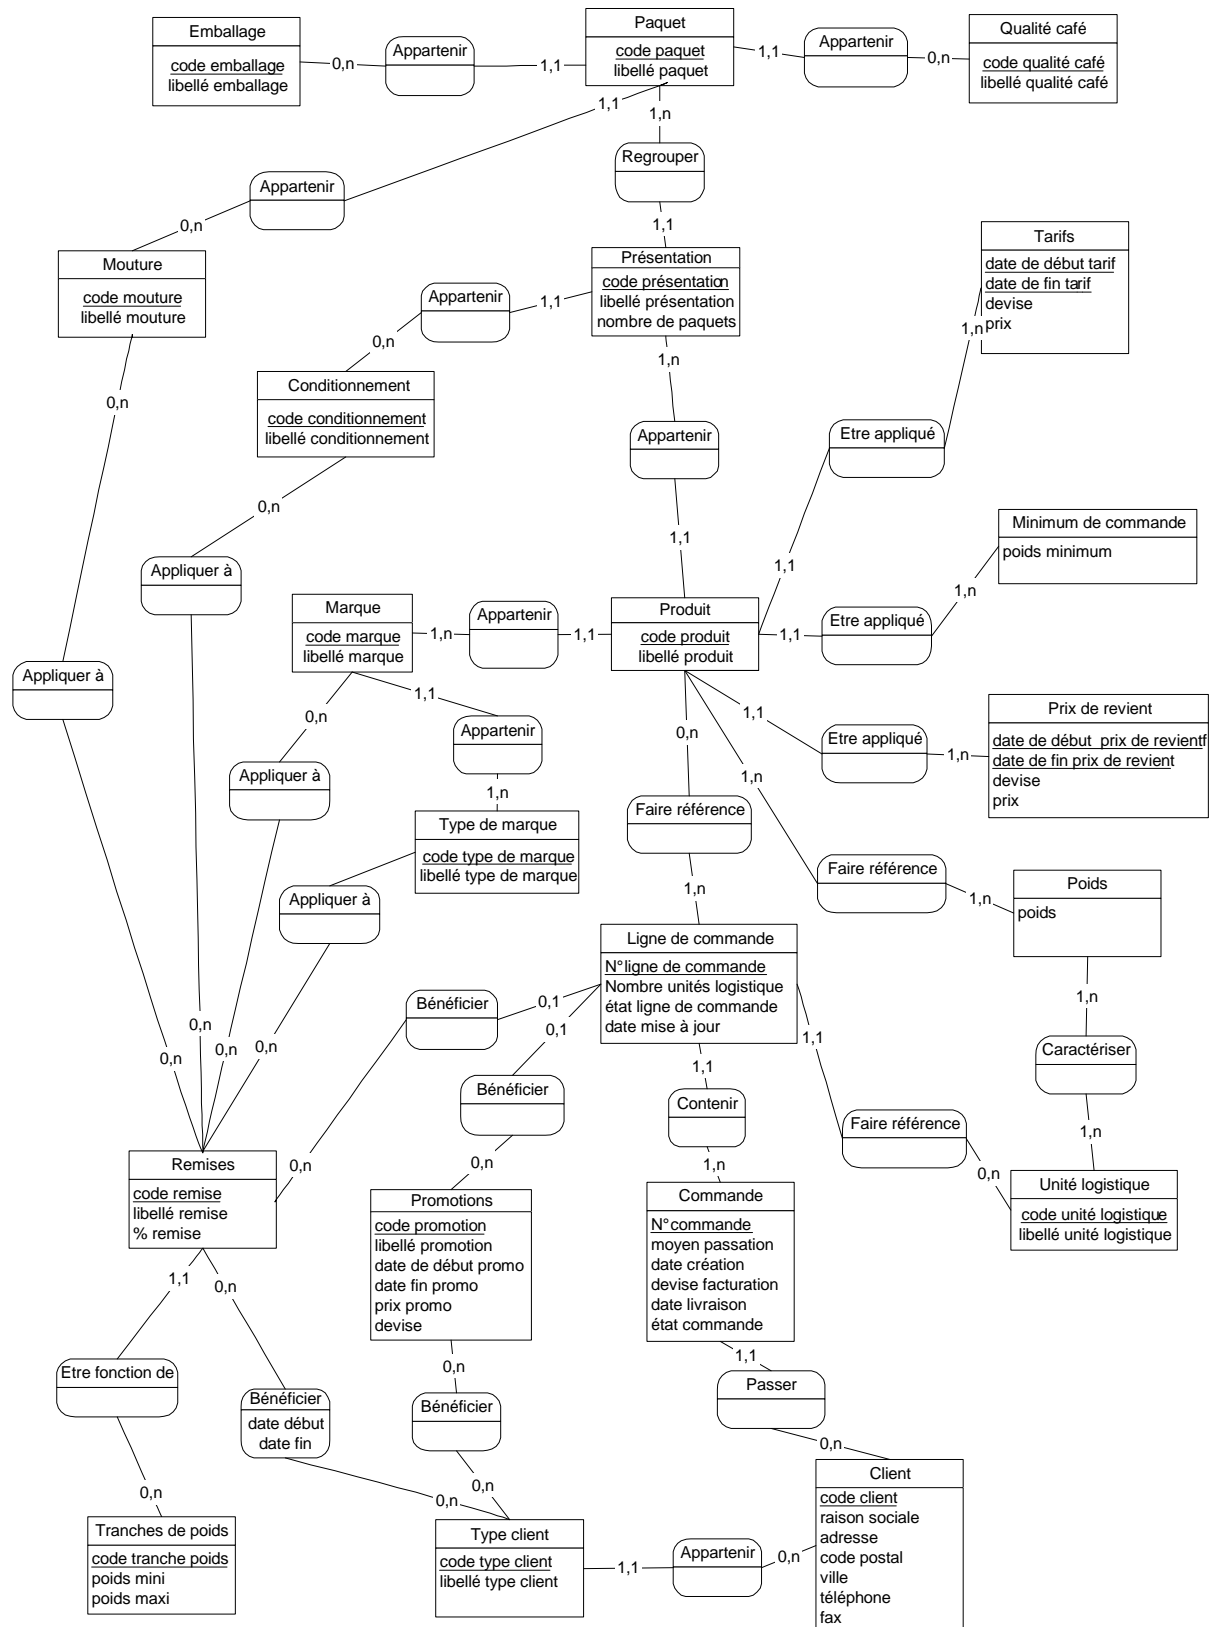 Emballage
code emballage
libellé emballage
0,n
Appartenir
1,1
Paquet
code paquet
libellé paquet
1,1
Appartenir
0,n
Qualité café
code qualité café
libellé qualité café
1,1
1,n
Regrouper
1,1
Appartenir
0,n
Mouture
code mouture
libellé mouture
0,n
Présentation
code présentation
libellé présentation
nombre de paquets
1,1
Appartenir
0,n
Conditionnement
code conditionnement
libellé conditionnement
0,n
Tarifs
date de début tarif
date de fin tarif
devise
prix
1,n
Etre appliqué
1,1
1,n
Appartenir
1,1
Appliquer à
Appliquer à
Minimum de commande
poids minimum
1,n
Etre appliqué
1,1
Marque
code marque
libellé marque
1,n
Appartenir
1,1
Produit
code produit
libellé produit
0,n
1,1
Appartenir
1,n
Appliquer à
Type de marque
code type de marque
libellé type de marque
Appliquer à
1,1
Etre appliqué
1,n
Prix de revient
date de début prix de revientf
date de fin prix de revient
devise
prix
0,n
Faire référence
1,n
1,n
Faire référence
1,n
Poids
poids
1,n
Caractériser
1,n
Ligne de commande
N°ligne de commande
Nombre unités logistique
état ligne de commande
date mise à jour
0,1
Bénéficier
0,n
0,1
Bénéficier
0,n
1,1
Contenir
1,n
1,1
Faire référence
0,n
Unité logistique
code unité logistique
libellé unité logistique
0,n
0,n
0,n
0,n
Remises
code remise
libellé remise
% remise
Promotions
code promotion
libellé promotion
date de début promo
date fin promo
prix promo
devise
Commande
N°commande
moyen passation
date création
devise facturation
date livraison
état commande
1,1
Etre fonction de
0,n
0,n
Bénéficier
date début
date fin
0,n
0,n
Bénéficier
0,n
1,1
Passer
0,n
Tranches de poids
code tranche poids
poids mini
poids maxi
Type client
code type client
libellé type client
1,1
Appartenir
0,n
Client
code client
raison sociale
adresse
code postal
ville
téléphone
fax